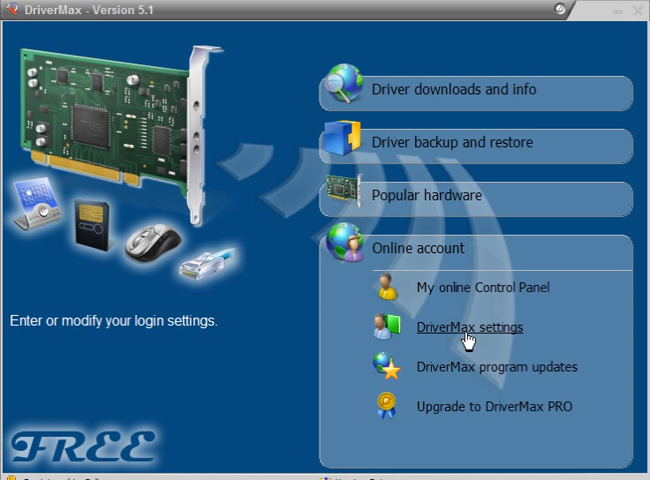 DriverMax - Version 5.1
Driver downloads and info
Driver backup and restore
Popular hardware
Online account
My online Control Panel
DriverMax settings
DriverMax program updates
Upgrade to DriverMax PRO
Enter or modify your login settings.
FREE